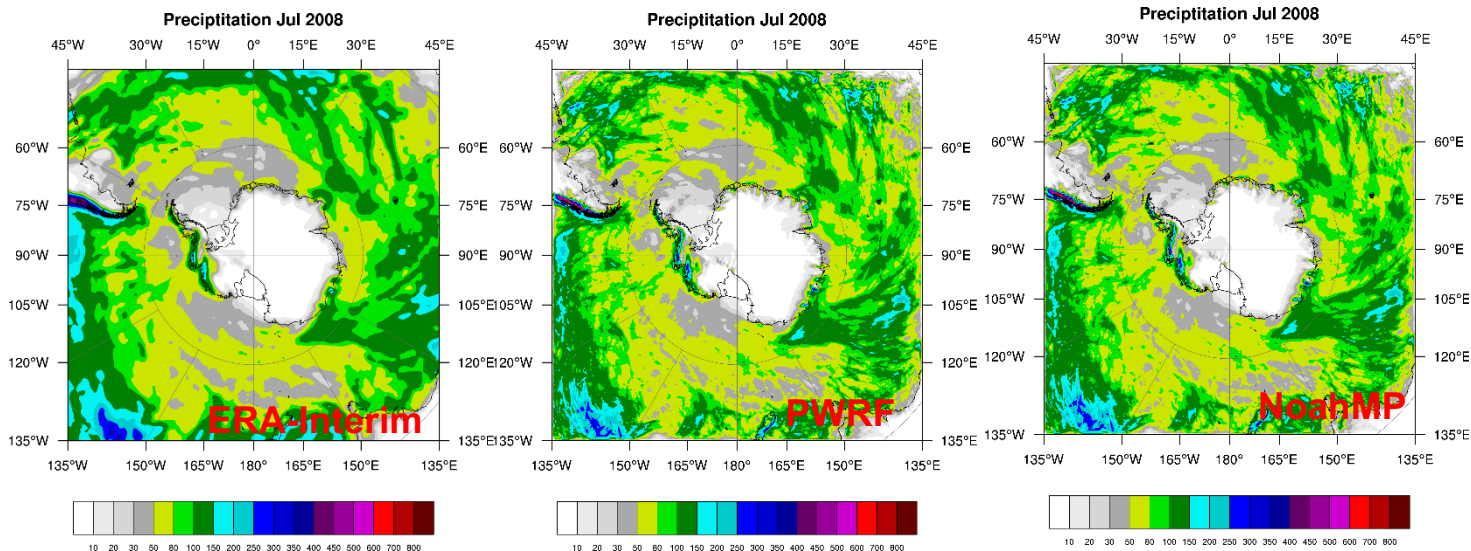 Preciptitation Jul 2008
45°W 30°W 15°W 0° 15°E 30°E 45°E
60°W 60°E
75°W 75°E
90°W 90°E
105°W 105°E
120°W 120°E
135°W 135°E
ERA-Interim
135°W 150°W 165°W 180° 165°E 150°E 135°E
10 20 30 50 80 100 150 200 250 300 350 400 450 500 600 700 800
Preciptitation Jul 2008
45°W 30°W 15°W 0° 15°E 30°E 45°E
60°W 60°E
75°W 75°E
90°W 90°E
105°W 105°E
120°W 120°E
135°W 135°E
PWRF
135°W 150°W 165°W 180° 165°E 150°E 135°E
10 20 30 50 80 100 150 200 250 300 350 400 450 500 600 700 800
Preciptitation Jul 2008
45°W 30°W 15°W 0° 15°E 30°E 45°E
60°W 60°E
75°W 75°E
90°W 90°E
105°W 105°E
120°W 120°E
135°W 135°E
NoahMP
135°W 150°W 165°W 180° 165°E 150°E 135°E
10 20 30 50 80 100 150 200 250 300 350 400 450 500 600 700 800